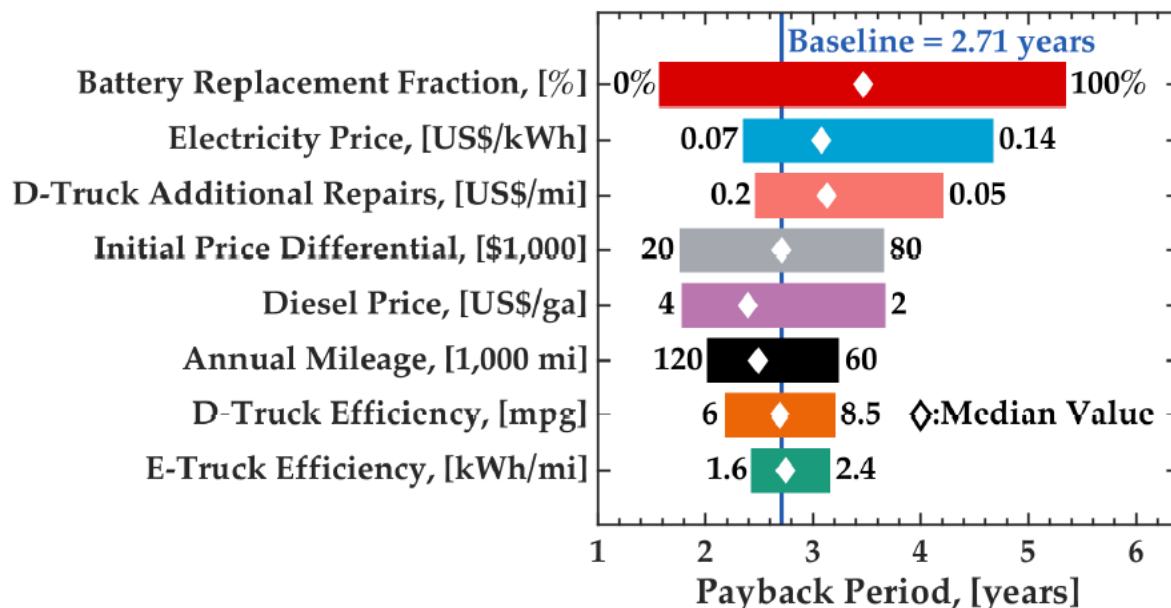 Baseline = 2.71 years
Battery Replacement Fraction, [%] 0% 100%
Electricity Price, [US$/kWh] 0.07 0.14
D-Truck Additional Repairs, [US$/mi] 0.2 0.05
Initial Price Differential, [$1,000] 20 80
Diesel Price, [US$/ga] 4 2
Annual Mileage, [1,000 mi] 120 60
D-Truck Efficiency, [mpg] 6 8.5 ◊:Median Value
E-Truck Efficiency, [kWh/mi] 1.6 2.4
1 2 3 4 5 6
Payback Period, [years]